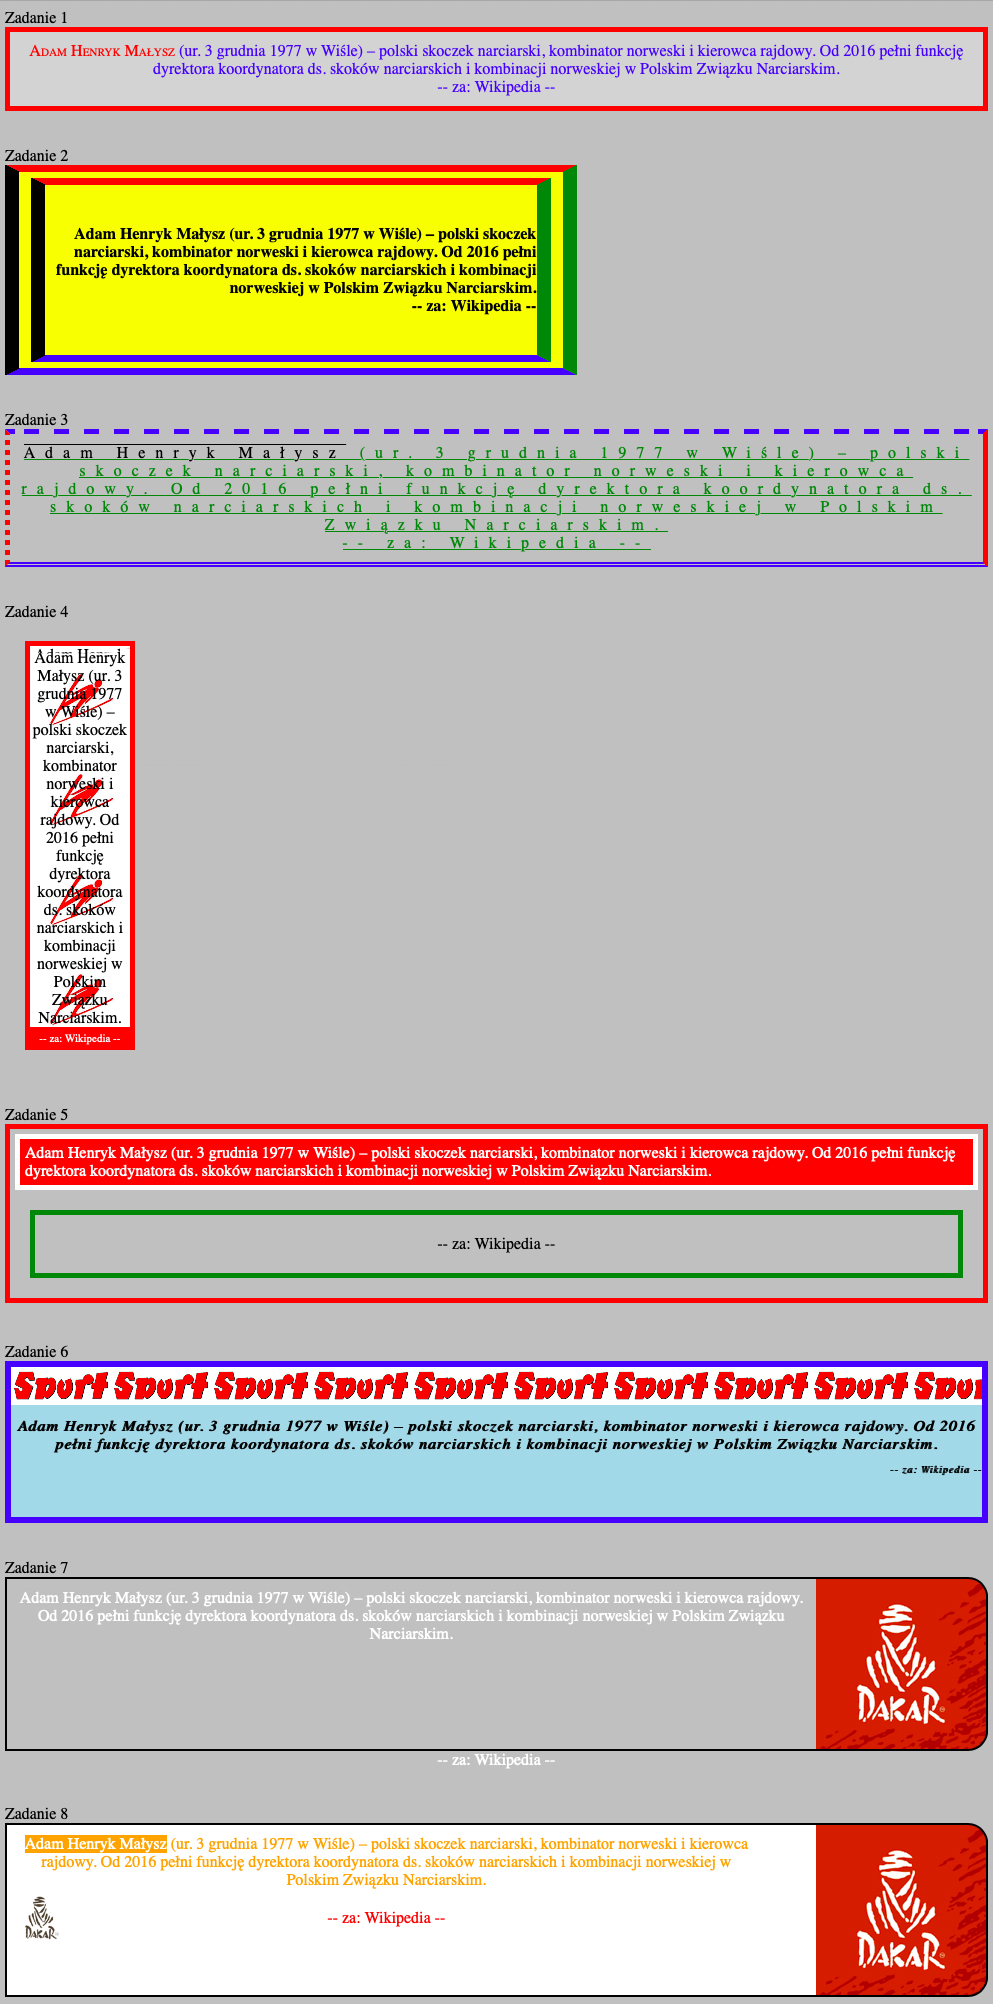 Zadanie 1
Adam Henryk Małysz (ur. 3 grudnia 1977 w Wiśle) – polski skoczek narciarski, kombinator norweski i kierowca rajdowy. Od 2016 pełni funkcję
dyrektora koordynatora ds. skoków narciarskich i kombinacji norweskiej w Polskim Związku Narciarskim.
-- za: Wikipedia --
Zadanie 2
Adam Henryk Małysz (ur. 3 grudnia 1977 w Wiśle) – polski skoczek
narciarski, kombinator norweski i kierowca rajdowy. Od 2016 pełni
funkcję dyrektora koordynatora ds. skoków narciarskich i kombinacji
norweskiej w Polskim Związku Narciarskim.
-- za: Wikipedia --
Zadanie 3
Adam Henryk Małysz (ur. 3 grudnia 1977 w Wiśle) – polski
skoczek narciarski, kombinator norweski i kierowca
rajdowy. Od 2016 pełni funkcję dyrektora koordynatora ds.
skoków narciarskich i kombinacji norweskiej w Polskim
Związku Narciarskim.
-- za: Wikipedia --
Zadanie 4
Adam Henryk
Małysz (ur. 3
grudnia 1977
w Wiśle) –
polski skoczek
narciarski,
kombinator
norweski i
kierowca
rajdowy. Od
2016 pełni
funkcję
dyrektora
koordynatora
ds. skoków
narciarskich i
kombinacji
norweskiej w
Polskim
Związku
Narciarskim.
-- za: Wikipedia --
Zadanie 5
Adam Henryk Małysz (ur. 3 grudnia 1977 w Wiśle) – polski skoczek narciarski, kombinator norweski i kierowca rajdowy. Od 2016 pełni funkcję
dyrektora koordynatora ds. skoków narciarskich i kombinacji norweskiej w Polskim Związku Narciarskim.
-- za: Wikipedia --
Zadanie 6
Sport Sport Sport Sport Sport Sport Sport Sport Sport Spor
Adam Henryk Małysz (ur. 3 grudnia 1977 w Wiśle) – polski skoczek narciarski, kombinator norweski i kierowca rajdowy. Od 2016
pełni funkcję dyrektora koordynatora ds. skoków narciarskich i kombinacji norweskiej w Polskim Związku Narciarskim.
-- za: Wikipedia --
Zadanie 7
Adam Henryk Małysz (ur. 3 grudnia 1977 w Wiśle) – polski skoczek narciarski, kombinator norweski i kierowca rajdowy.
Od 2016 pełni funkcję dyrektora koordynatora ds. skoków narciarskich i kombinacji norweskiej w Polskim Związku
Narciarskim.
DAKAR
-- za: Wikipedia --
Zadanie 8
Adam Henryk Małysz (ur. 3 grudnia 1977 w Wiśle) – polski skoczek narciarski, kombinator norweski i kierowca
rajdowy. Od 2016 pełni funkcję dyrektora koordynatora ds. skoków narciarskich i kombinacji norweskiej w
Polskim Związku Narciarskim.
-- za: Wikipedia --
DAKAR
DAKAR